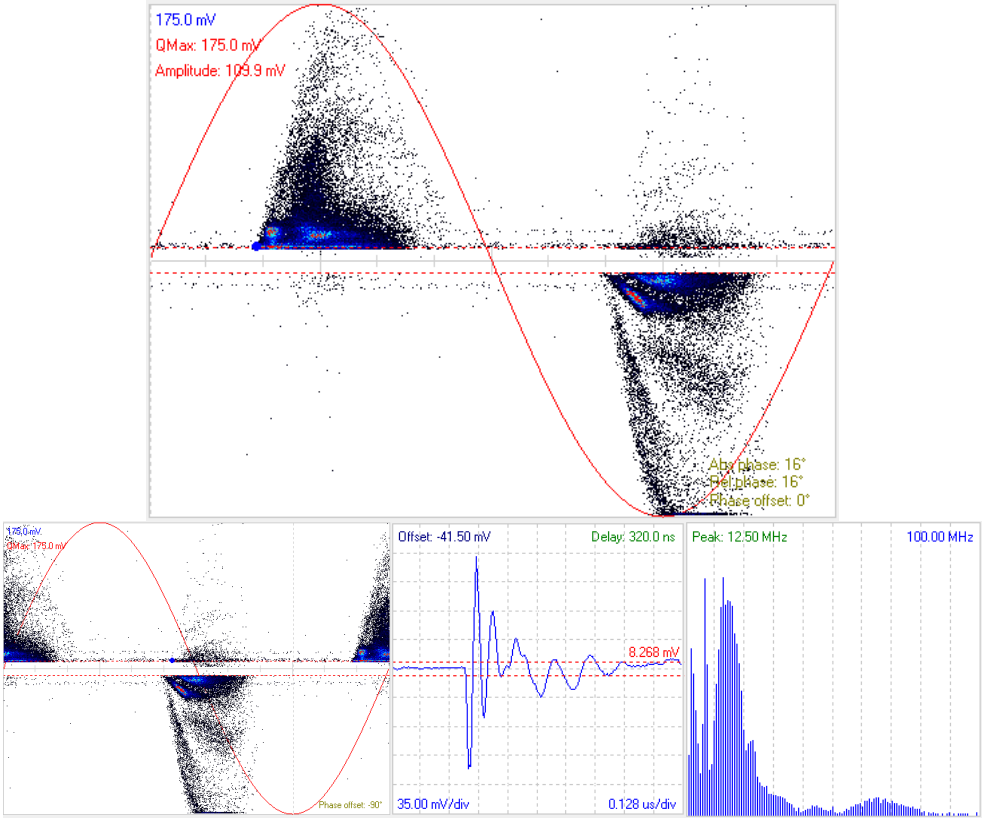 175.0 mV
QMax: 175.0 mV
Amplitude: 109.9 mV
Abs phase: 16°
Rel phase: 16°
Phase offset: 0°
175.0 mV
QMax: 175.0 mV
Phase offset: -90°
Offset: -41.50 mV
Delay: 320.0 ns
8.268 mV
35.00 mV/div
0.128 us/div
Peak: 12.50 MHz
100.00 MHz